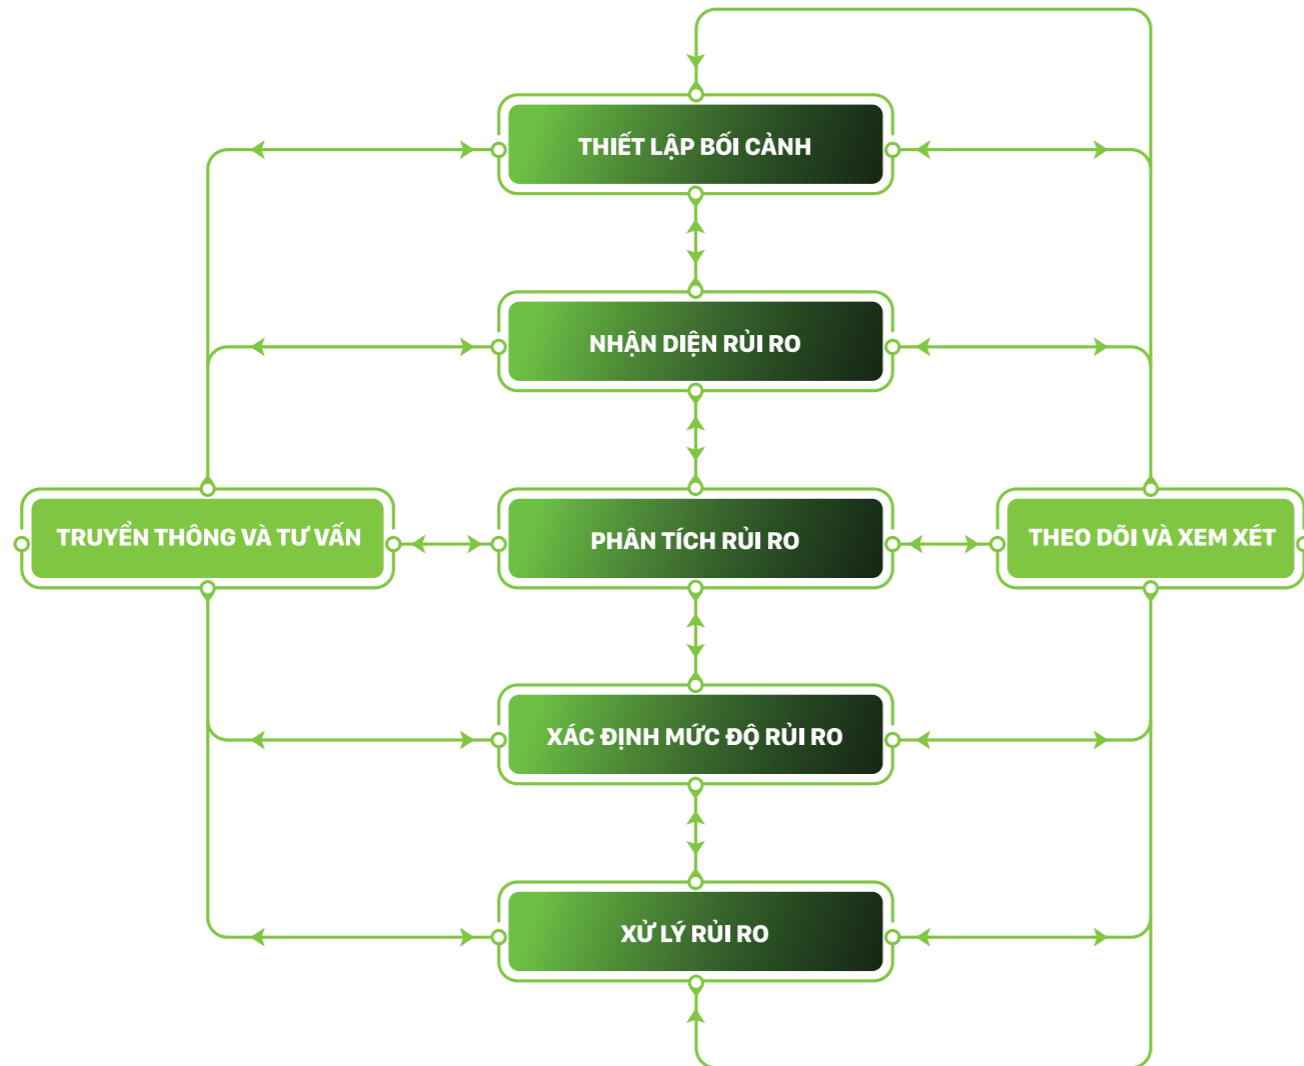 THIẾT LẬP BỐI CẢNH
NHẬN DIỆN RỦI RO
TRUYỂN THÔNG VÀ TƯ VẤN
PHÂN TÍCH RỦI RO
THEO DÕI VÀ XEM XÉT
XÁC ĐỊNH MỨC ĐỘ RỦI RO
XỬ LÝ RỦI RO